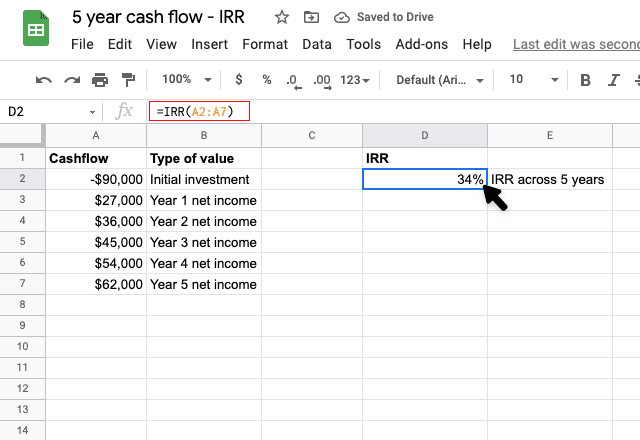 5 year cash flow - IRR Saved to Drive
File Edit View Insert Format Data Tools Add-ons Help Last edit was
100% $ % .0 .00 123 Default (Ari... 10 B I
D2 fx =IRR(A2:A7)
A B C D E
1 Cashflow Type of value IRR
2 -$90,000 Initial investment 34% IRR across 5 years
3 $27,000 Year 1 net income
4 $36,000 Year 2 net income
5 $45,000 Year 3 net income
6 $54,000 Year 4 net income
7 $62,000 Year 5 net income
8
9
10
11
12
13
14